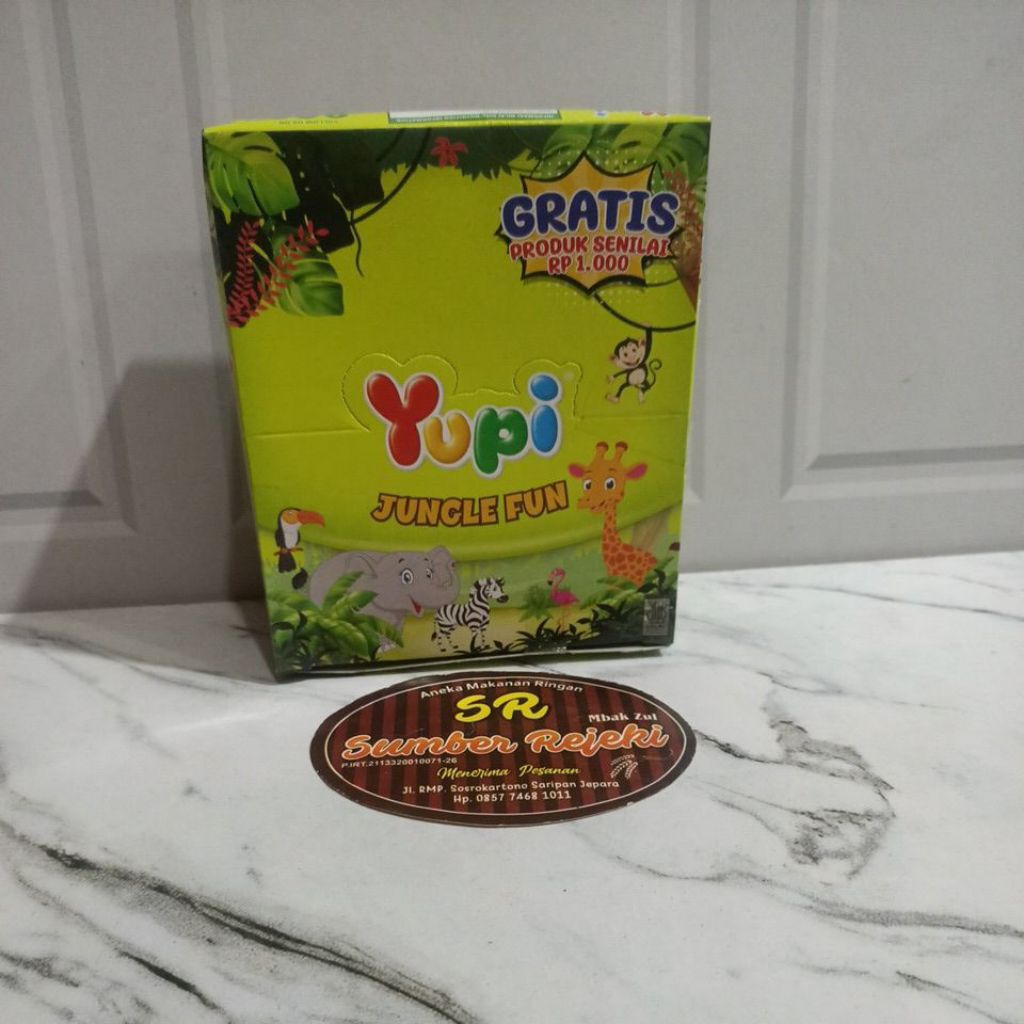 GRATIS
PRODUK SENILAI
RP 1.000
Yupi
JUNGLE FUN
Aneka Makanan Ringan
SR
Mbak Zul
Sumber Rejeki
P.IRT.2113320010071-26
Menerima Pesanan
Jl. RMP. Sosrokartono Saripan Jepara
Hp. 0857 7468 1011